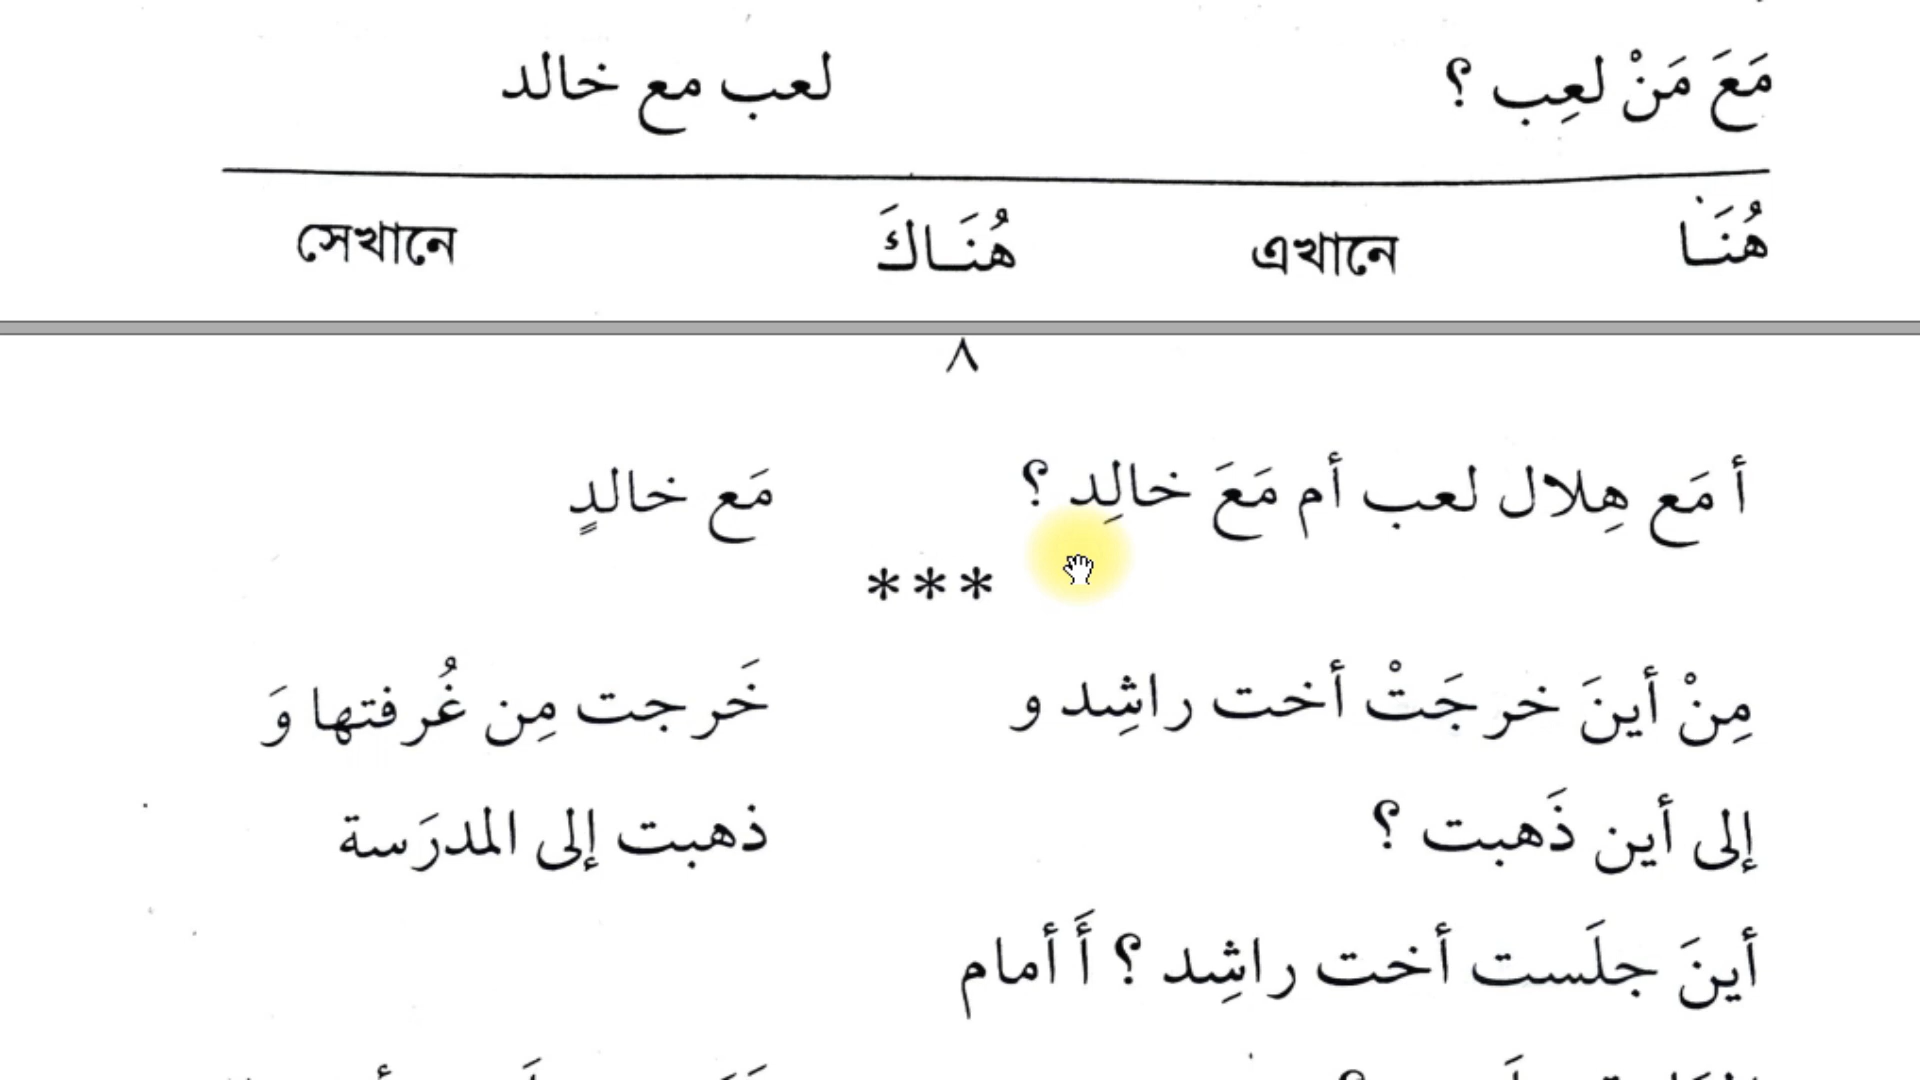 مَعَ مَنْ لعِب ؟ لعب مع خالد
هُنَا এখানে هُنَاكَ সেখানে
٨
أ مَع هِلال لعب أم مَعَ خالِد ؟ مَع خالدٍ
***
مِنْ أينَ خرجَتْ أخت راشِد و خَرجت مِن غُرفتها وَ
إلى أين ذَهبت ؟ ذهبت إلى المدرَسة
أينَ جلَست أخت راشِد ؟ أَ أمام